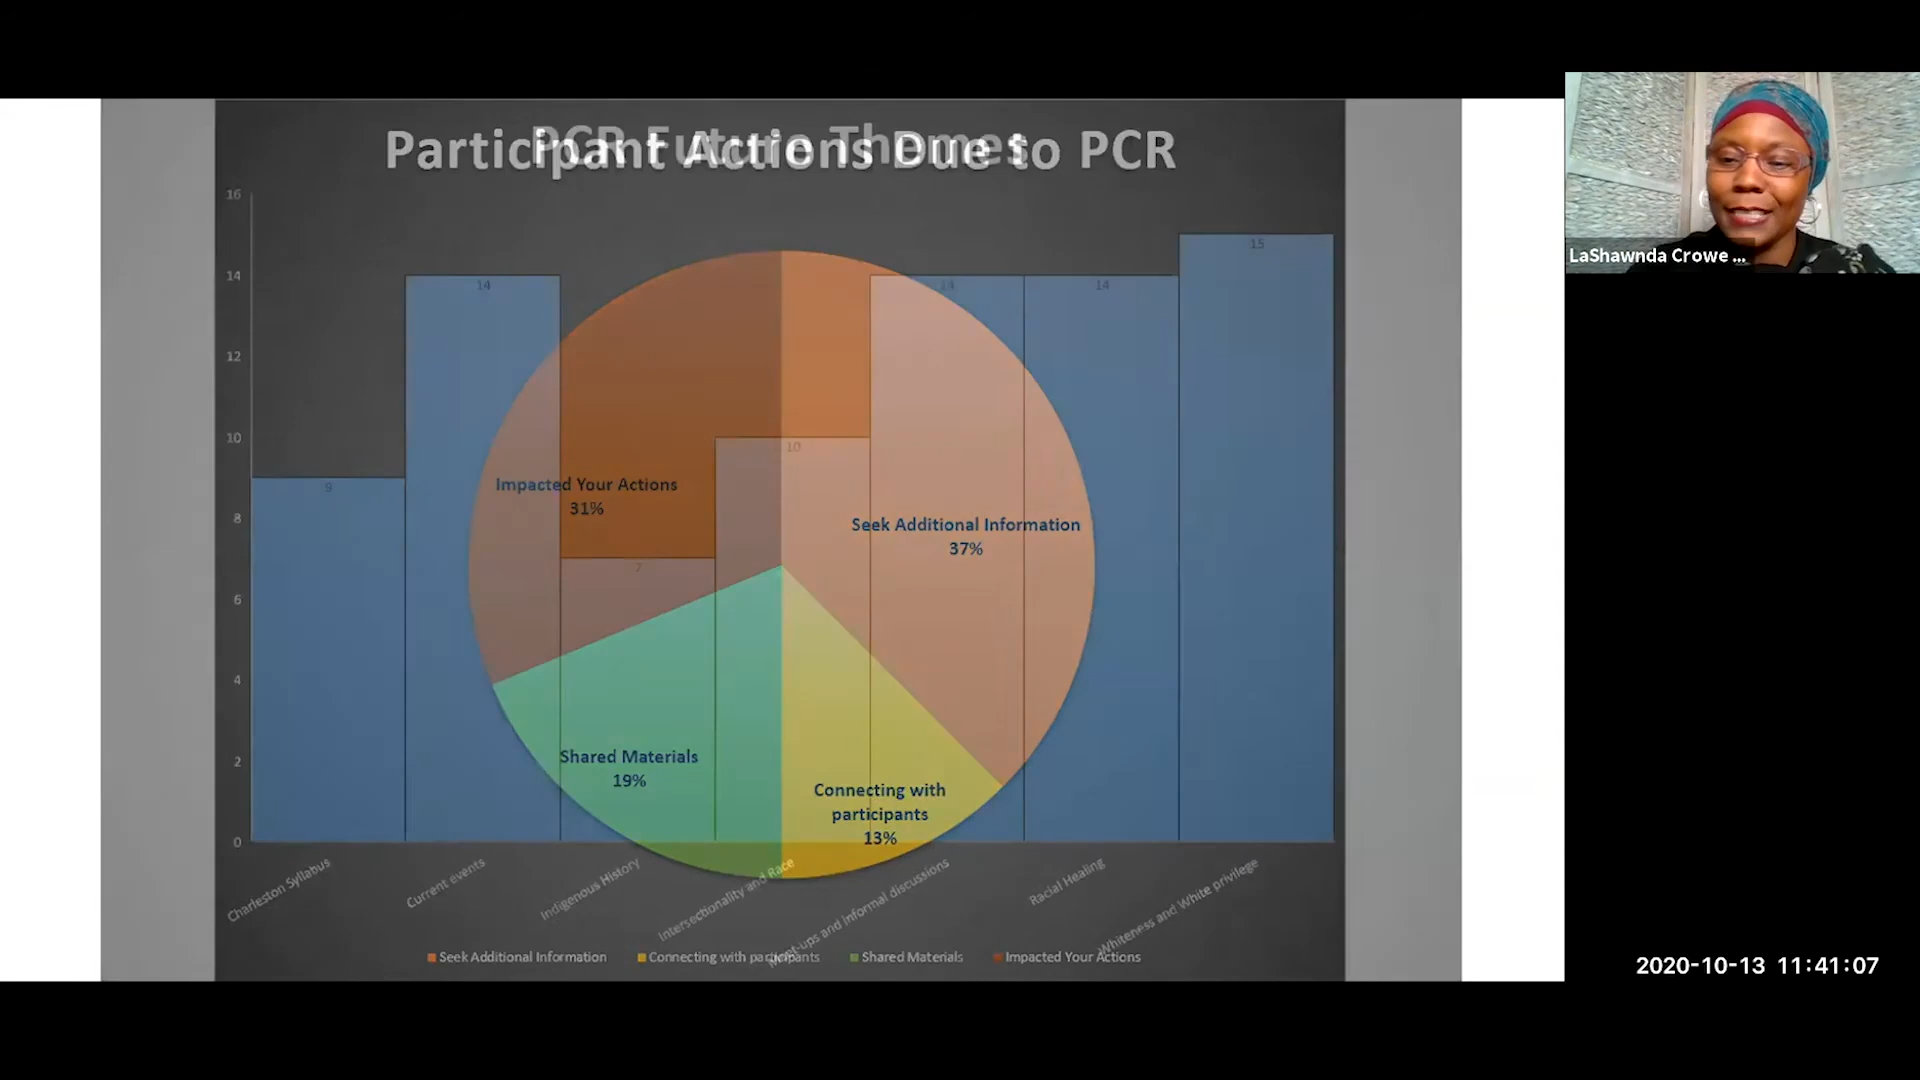 Participant Actions Due to PCR
PCR Future Themes
16
14
12
10
8
6
4
2
0
9
14
7
10
14
14
15
Impacted Your Actions
31%
Seek Additional Information
37%
Shared Materials
19%
Connecting with
participants
13%
Charleston Syllabus
Current events
Indigenous History
Intersectionality and Race
Meet-ups and informal discussions
Racial Healing
Whiteness and White privilege
Seek Additional Information
Connecting with participants
Shared Materials
Impacted Your Actions
LaShawnda Crowe ...
2020-10-13 11:41:07